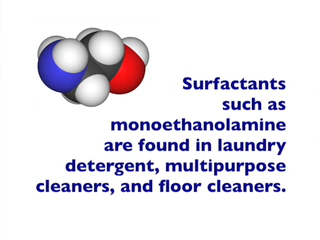 Surfactants
such as
monoethanolamine
are found in laundry
detergent, multipurpose
cleaners, and floor cleaners.